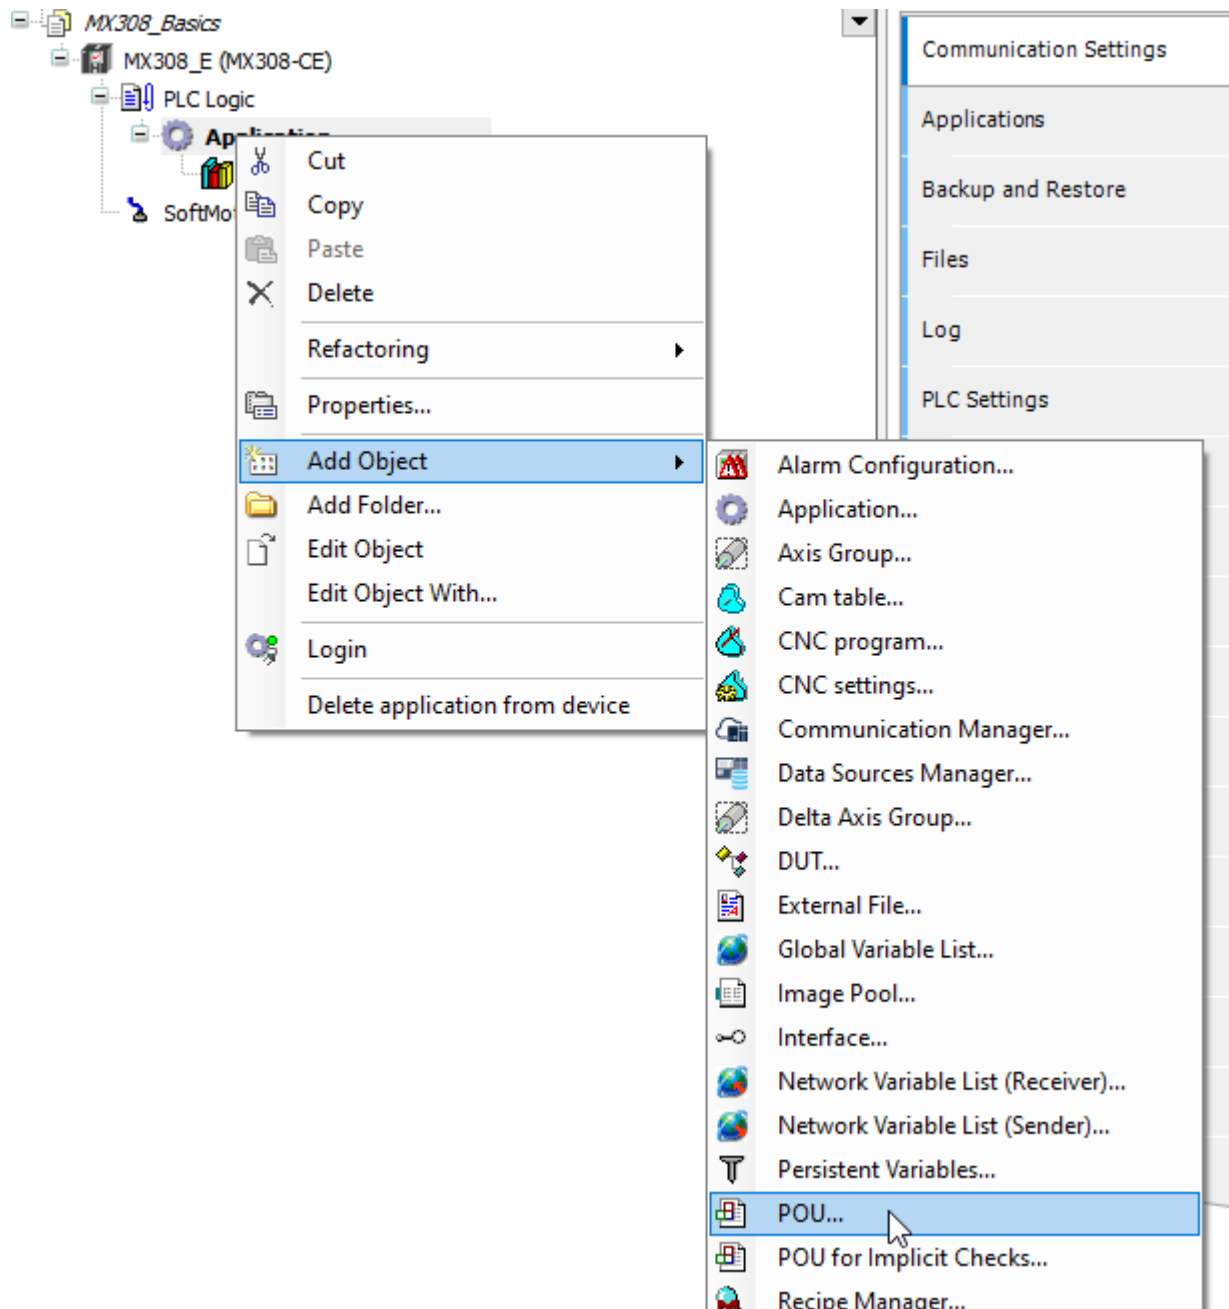 MX308_Basics
MX308_E (MX308-CE)
PLC Logic
Application
SoftMot
Cut
Copy
Paste
Delete
Refactoring
Properties...
Add Object
Add Folder...
Edit Object
Edit Object With...
Login
Delete application from device
Communication Settings
Applications
Backup and Restore
Files
Log
PLC Settings
Alarm Configuration...
Application...
Axis Group...
Cam table...
CNC program...
CNC settings...
Communication Manager...
Data Sources Manager...
Delta Axis Group...
DUT...
External File...
Global Variable List...
Image Pool...
Interface...
Network Variable List (Receiver)...
Network Variable List (Sender)...
Persistent Variables...
POU...
POU for Implicit Checks...
Recipe Manager...